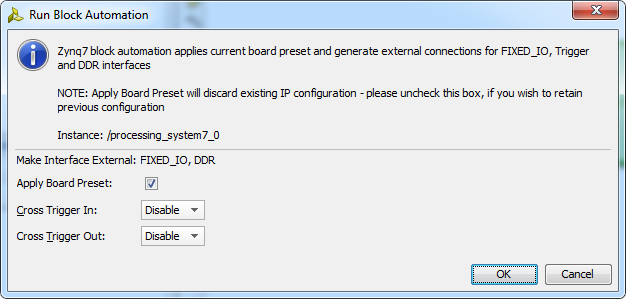 Run Block Automation
Zynq7 block automation applies current board preset and generate external connections for FIXED_IO, Trigger
and DDR interfaces
NOTE: Apply Board Preset will discard existing IP configuration - please uncheck this box, if you wish to retain
previous configuration
Instance: /processing_system7_0
Make Interface External: FIXED_IO, DDR
Apply Board Preset:
Cross Trigger In: Disable
Cross Trigger Out: Disable
OK Cancel